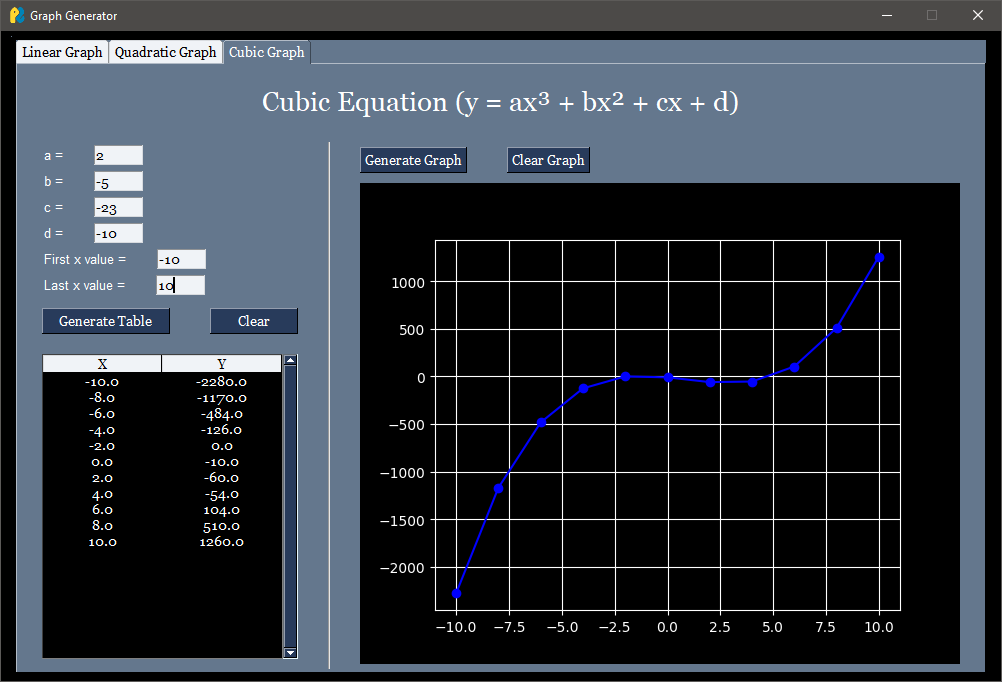 Graph Generator
Linear Graph Quadratic Graph Cubic Graph
Cubic Equation (y = ax³ + bx² + cx + d)
a = 2
b = -5
c = -23
d = -10
First x value = -10
Last x value = 10
Generate Table Clear
X Y
-10.0 -2280.0
-8.0 -1170.0
-6.0 -484.0
-4.0 -126.0
-2.0 0.0
0.0 -10.0
2.0 -60.0
4.0 -54.0
6.0 104.0
8.0 510.0
10.0 1260.0
Generate Graph Clear Graph
1000
500
0
−500
−1000
−1500
−2000
−10.0 −7.5 −5.0 −2.5 0.0 2.5 5.0 7.5 10.0